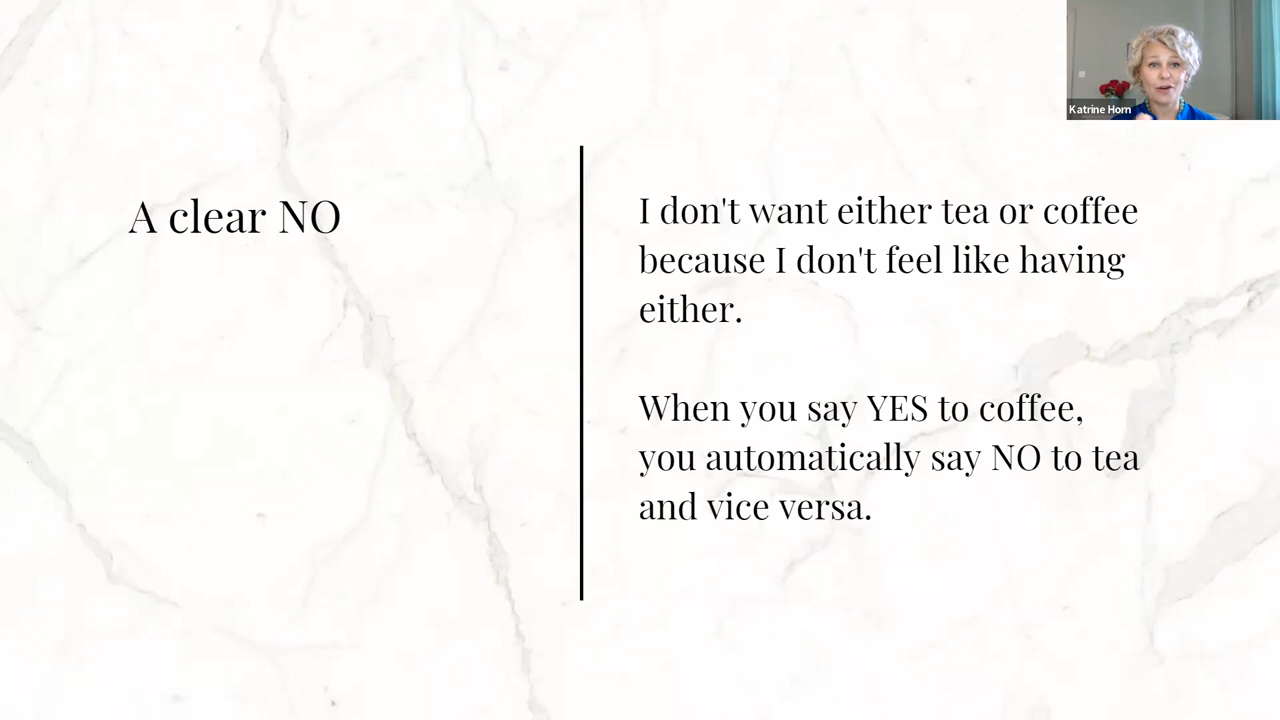 Katrine Horn
A clear NO
I don't want either tea or coffee
because I don't feel like having
either.
When you say YES to coffee,
you automatically say NO to tea
and vice versa.